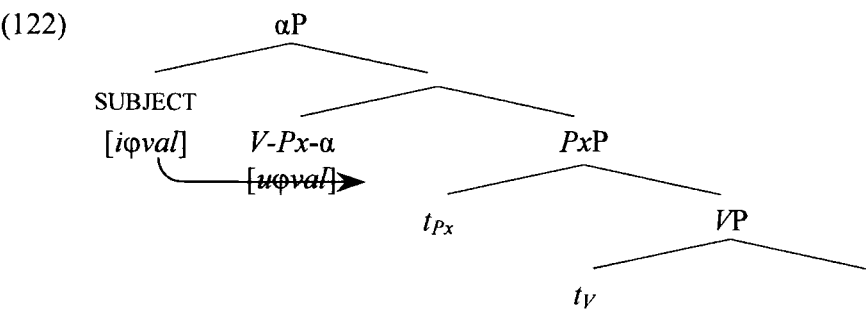 (122) αP
SUBJECT
[iφval] V-Px-α PxP
[uφval]
tPx VP
tV